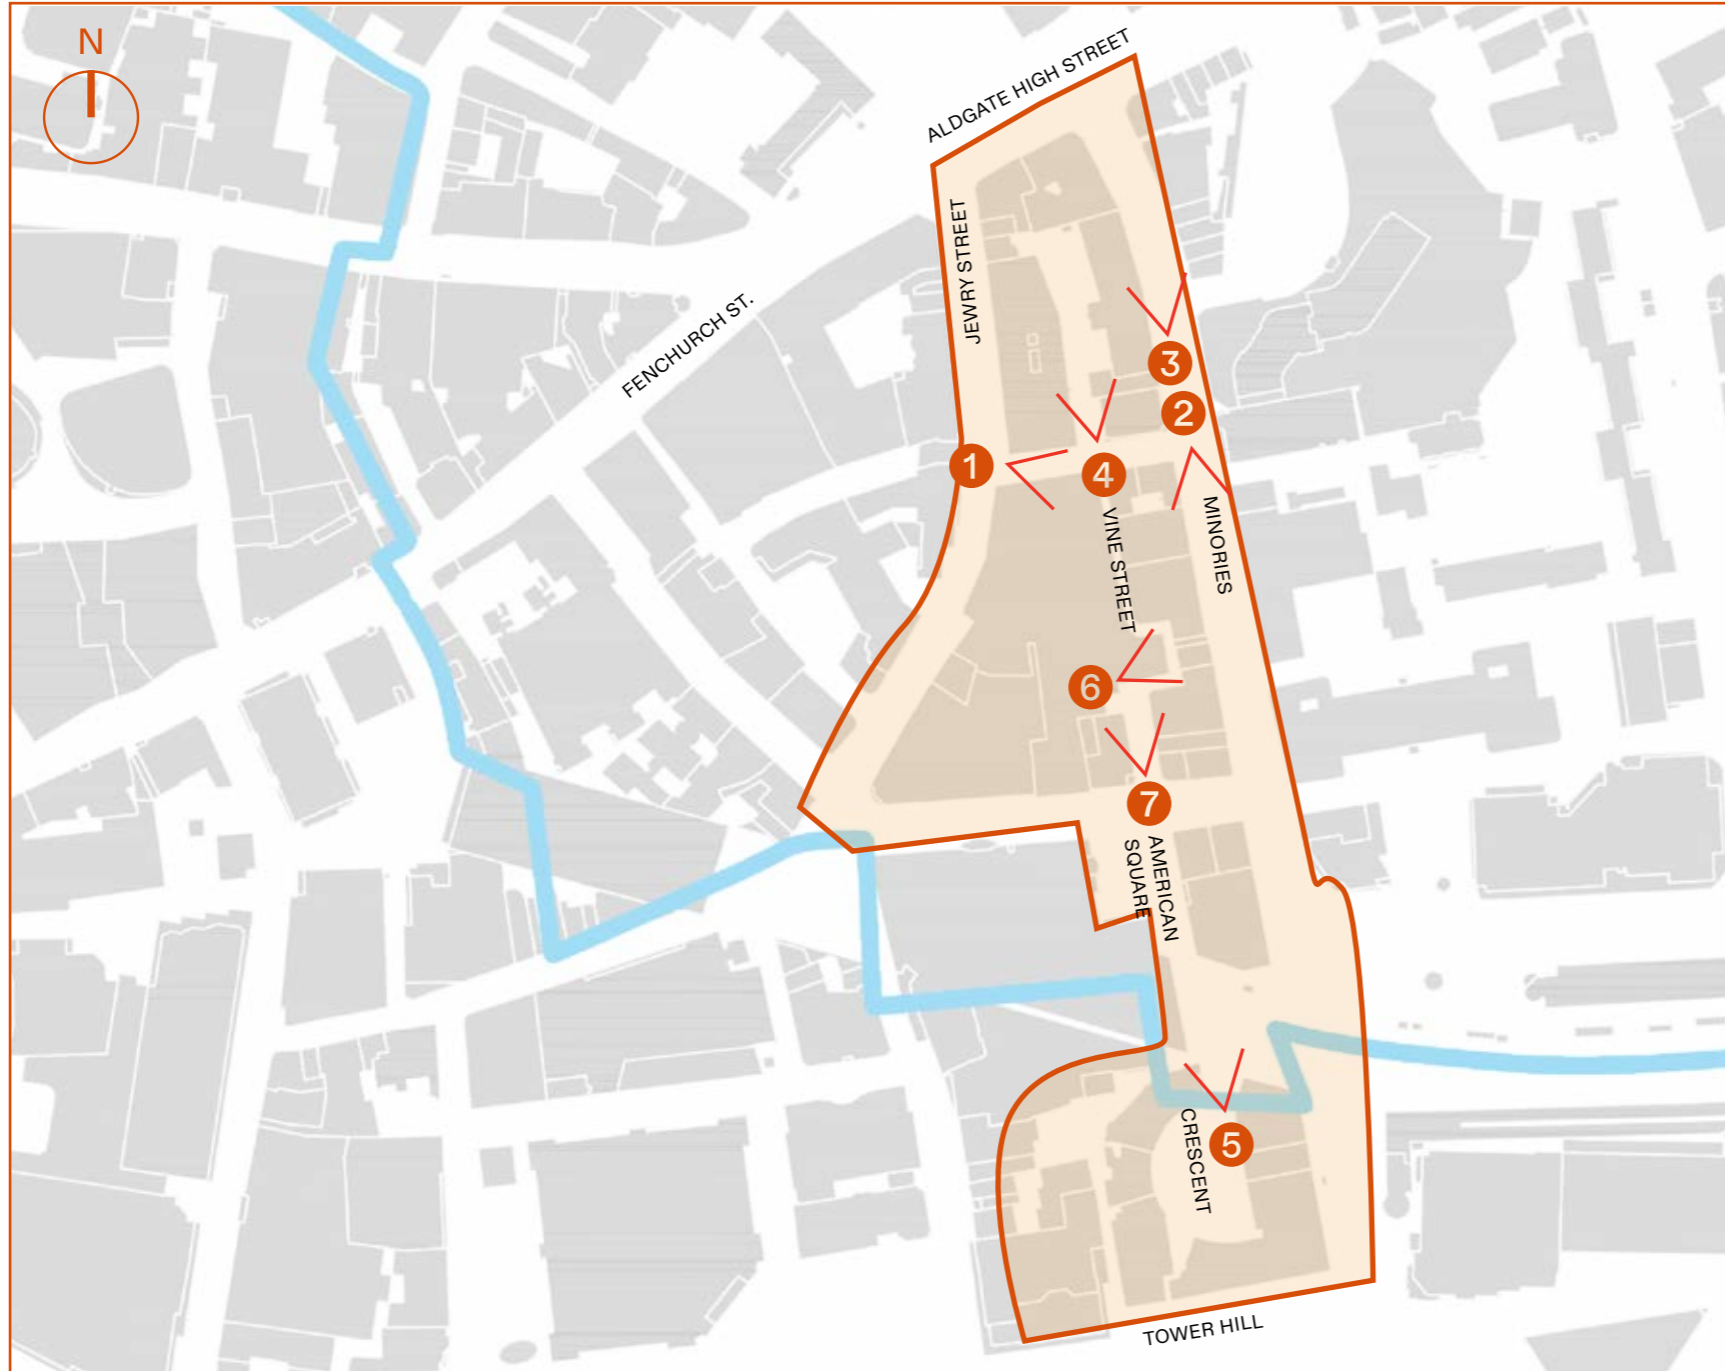 N
ALDGATE HIGH STREET
JEWRY STREET
FENCHURCH ST.
3
2
1
4
VINE STREET
MINORIES
6
7
AMERICAN
SQUARE
CRESCENT
5
TOWER HILL